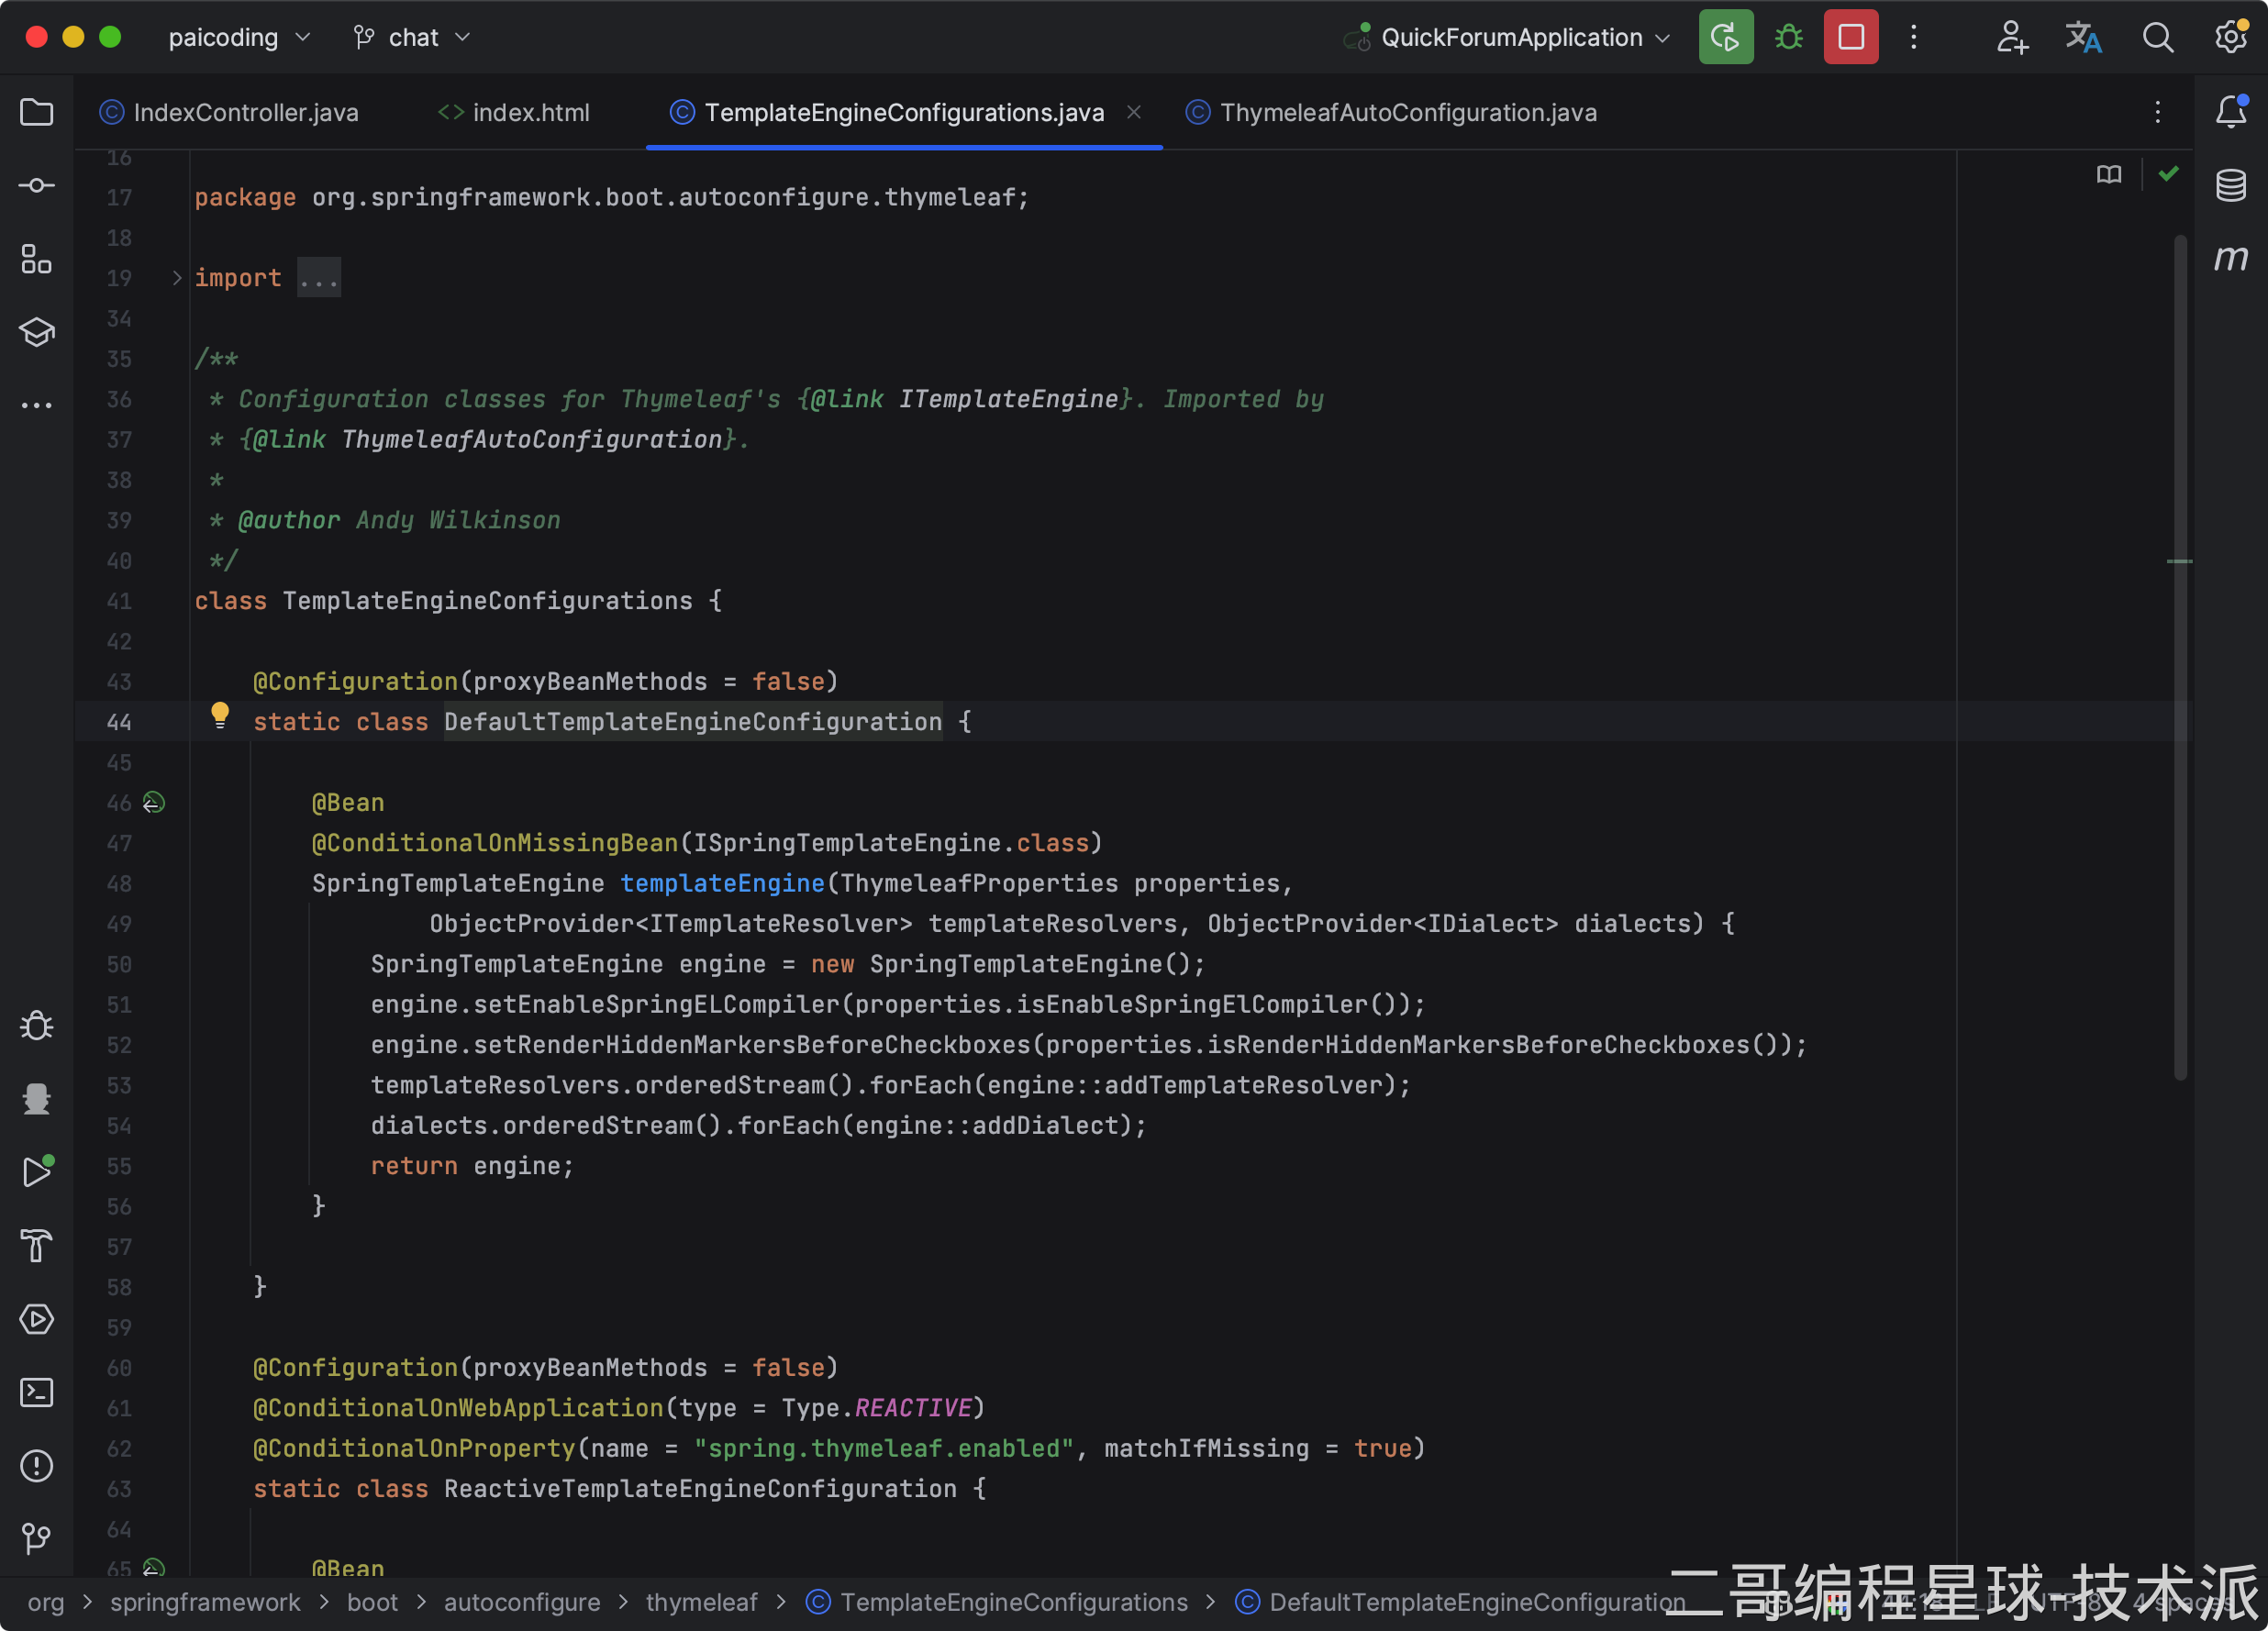 paicoding
chat
QuickForumApplication
IndexController.java
index.html
TemplateEngineConfigurations.java
ThymeleafAutoConfiguration.java
16
17 package org.springframework.boot.autoconfigure.thymeleaf;
18
19 import ...
34
35 /**
36 * Configuration classes for Thymeleaf's {@link ITemplateEngine}. Imported by
37 * {@link ThymeleafAutoConfiguration}.
38 *
39 * @author Andy Wilkinson
40 */
41 class TemplateEngineConfigurations {
42
43 @Configuration(proxyBeanMethods = false)
44 static class DefaultTemplateEngineConfiguration {
45
46 @Bean
47 @ConditionalOnMissingBean(ISpringTemplateEngine.class)
48 SpringTemplateEngine templateEngine(ThymeleafProperties properties,
49 ObjectProvider<ITemplateResolver> templateResolvers, ObjectProvider<IDialect> dialects) {
50 SpringTemplateEngine engine = new SpringTemplateEngine();
51 engine.setEnableSpringELCompiler(properties.isEnableSpringElCompiler());
52 engine.setRenderHiddenMarkersBeforeCheckboxes(properties.isRenderHiddenMarkersBeforeCheckboxes());
53 templateResolvers.orderedStream().forEach(engine::addTemplateResolver);
54 dialects.orderedStream().forEach(engine::addDialect);
55 return engine;
56 }
57
58 }
59
60 @Configuration(proxyBeanMethods = false)
61 @ConditionalOnWebApplication(type = Type.REACTIVE)
62 @ConditionalOnProperty(name = "spring.thymeleaf.enabled", matchIfMissing = true)
63 static class ReactiveTemplateEngineConfiguration {
64
65 @Bean
org > springframework > boot > autoconfigure > thymeleaf > TemplateEngineConfigurations > DefaultTemplateEngineConfiguration
二哥编程星球-技术派
UTF-8 4 spaces